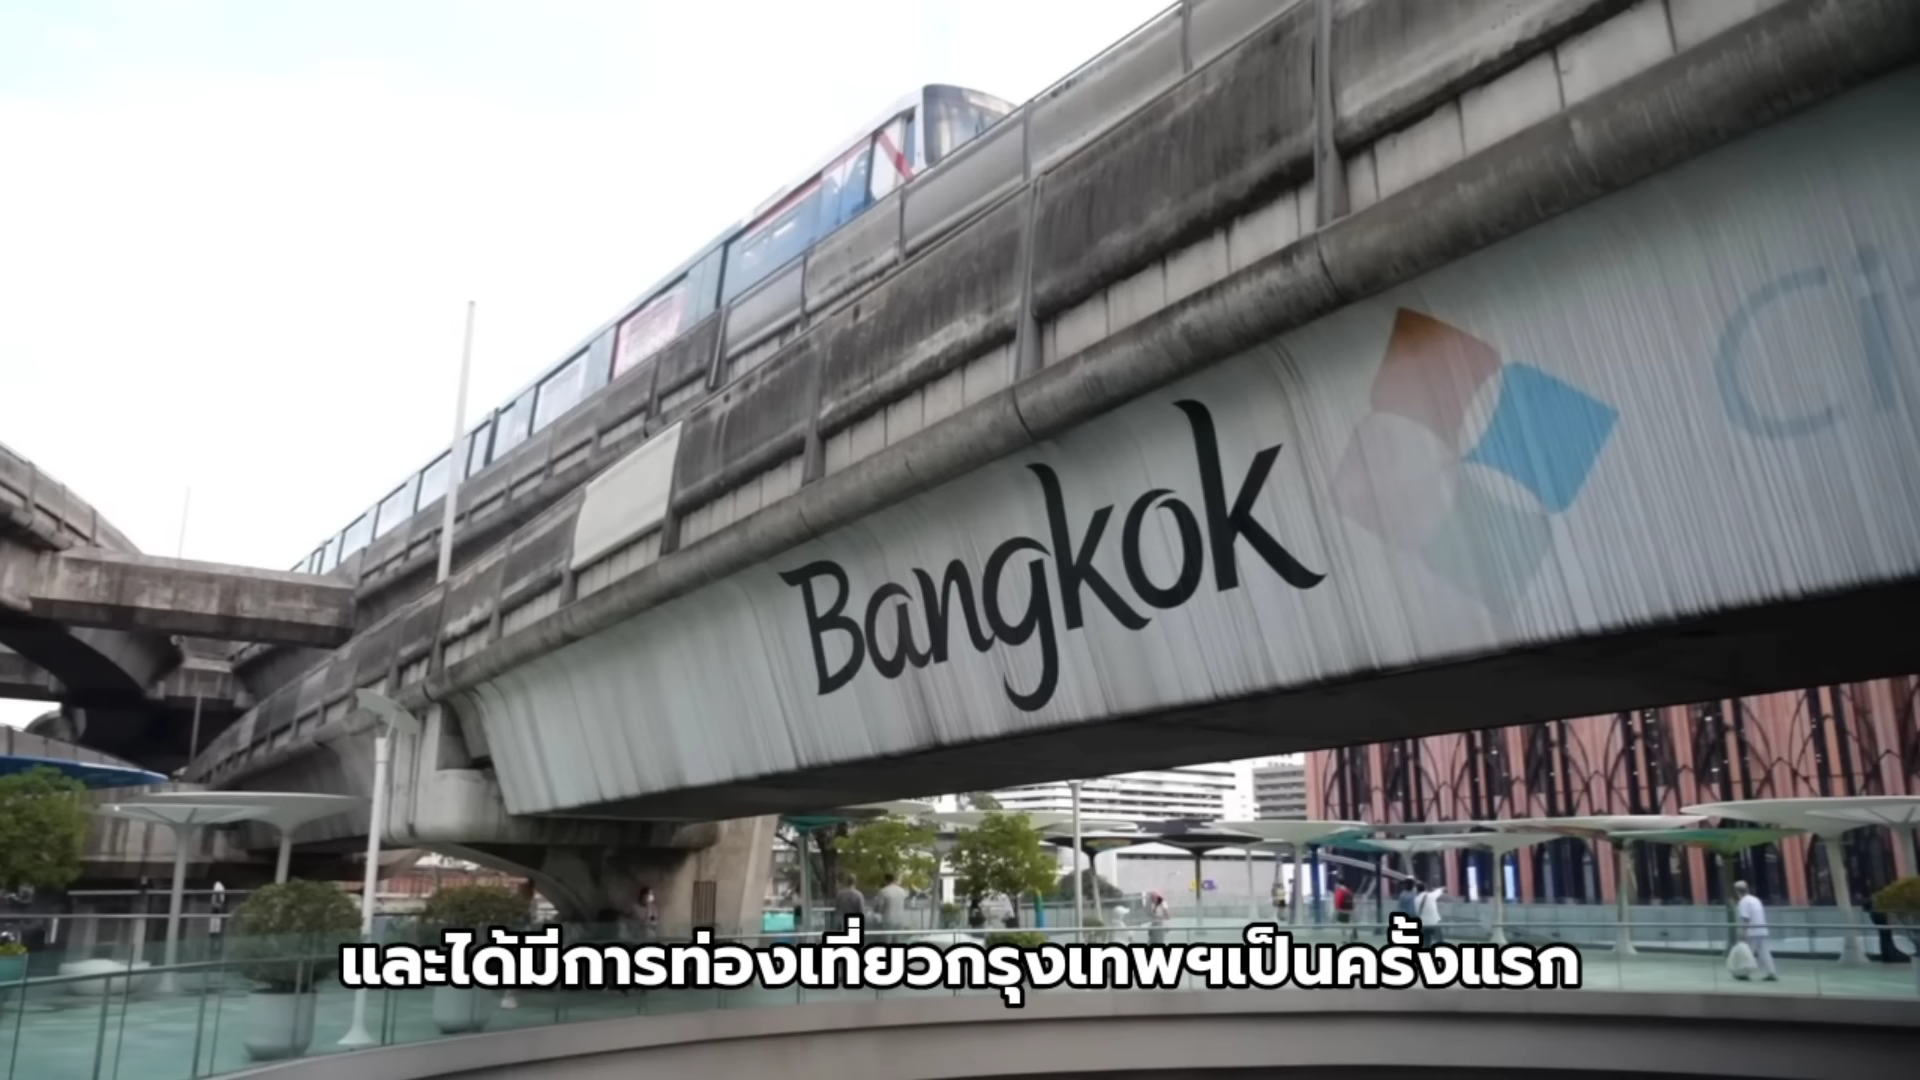 Bangkok
Ci
และได้มีการท่องเที่ยวกรุงเทพฯเป็นครั้งแรก